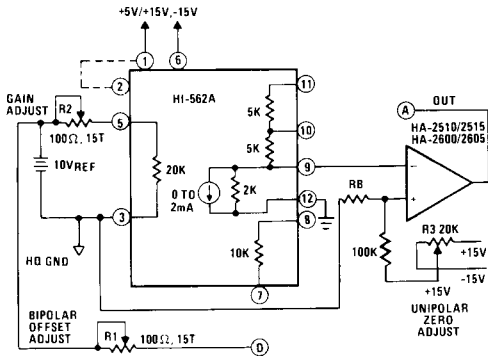 +5V/+15V, -15V
1
6
2
HI-562A
11
GAIN
ADJUST
R2
5
5K
10
A
OUT
HA-2510/2515
HA-2600/2605
100Ω, 15T
5K
10VREF
20K
9
-
0 TO
2mA
2K
12
RB
+
3
8
HQ GND
10K
100K
R3 20K
+15V
-15V
7
+15V
BIPOLAR
OFFSET
ADJUST
UNIPOLAR
ZERO
ADJUST
R1
100Ω, 15T
D